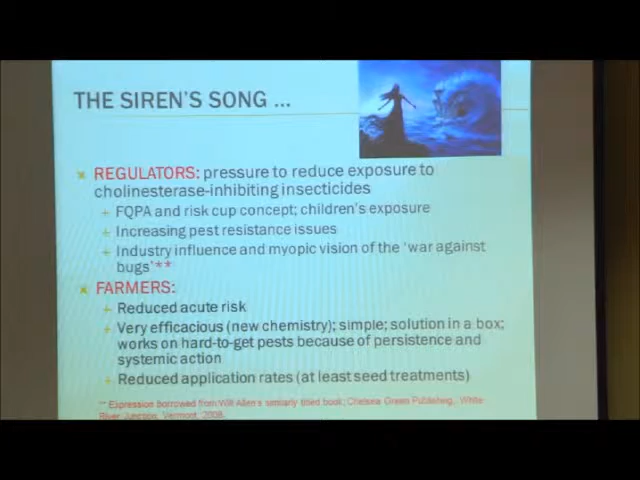 THE SIREN'S SONG ...
REGULATORS: pressure to reduce exposure to
cholinesterase-inhibiting insecticides
+ FQPA and risk cup concept; children's exposure
+ Increasing pest resistance issues
+ Industry influence and myopic vision of the 'war against
bugs'**
FARMERS:
+ Reduced acute risk
+ Very efficacious (new chemistry); simple; solution in a box;
works on hard-to-get pests because of persistence and
systemic action
+ Reduced application rates (at least seed treatments)
** Expression borrowed from Will Allen's similarly titled book; Chelsea Green Publishing, White
River Junction, Vermont, 2008.